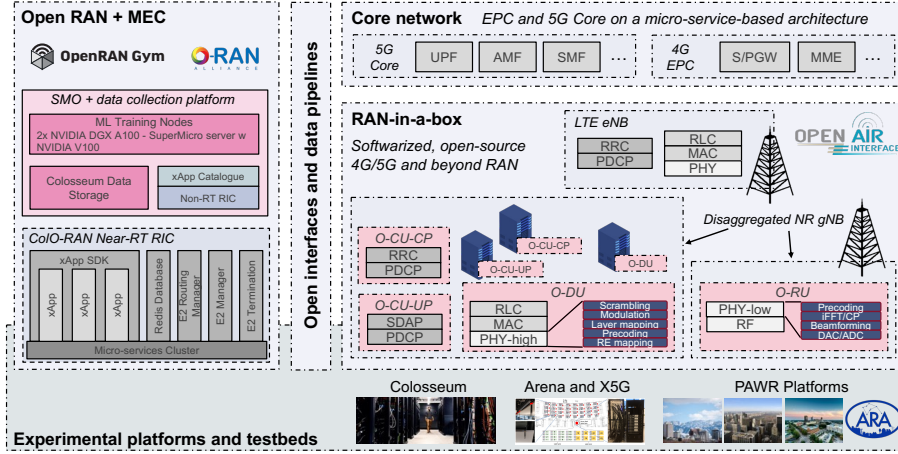 Open RAN + MEC
OpenRAN Gym
O-RAN
ALLIANCE
SMO + data collection platform
ML Training Nodes
2x NVIDIA DGX A100 - SuperMicro server w
NVIDIA V100
Colosseum Data
Storage
xApp Catalogue
Non-RT RIC
ColO-RAN Near-RT RIC
xApp SDK
xApp
xApp
xApp
Redis Database
E2 Routing
Manager
E2 Manager
E2 Termination
Micro-services Cluster
Open interfaces and data pipelines
Core network
EPC and 5G Core on a micro-service-based architecture
5G
Core
UPF
AMF
SMF
...
4G
EPC
S/PGW
MME
...
RAN-in-a-box
Softwarized, open-source
4G/5G and beyond RAN
LTE eNB
RRC
PDCP
RLC
MAC
PHY
OPEN AIR
INTERFACE
Disaggregated NR gNB
O-CU-CP
RRC
PDCP
O-CU-CP
O-CU-UP
O-DU
O-CU-UP
SDAP
PDCP
O-DU
RLC
MAC
PHY-high
Scrambling
Modulation
Layer mapping
Precoding
RE mapping
O-RU
PHY-low
RF
Precoding
iFFT/CP
Beamforming
DAC/ADC
Colosseum
Arena and X5G
PAWR Platforms
ARA
Experimental platforms and testbeds